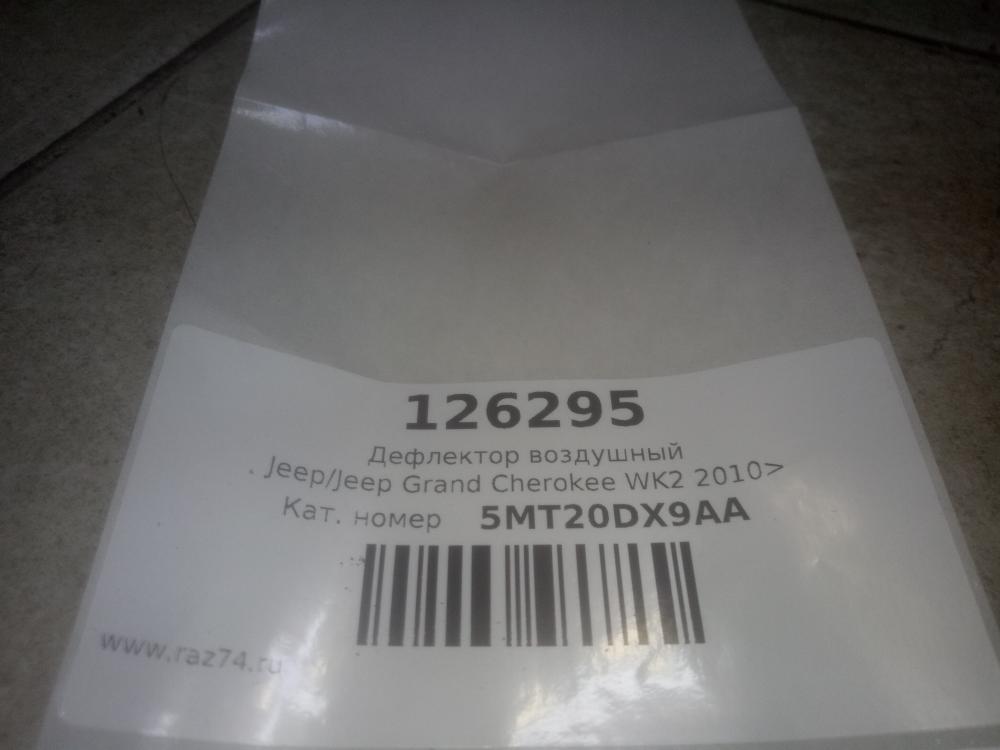 126295
Дефлектор воздушный
. Jeep/Jeep Grand Cherokee WK2 2010>
Кат. номер 5MT20DX9AA
www.raz74.ru